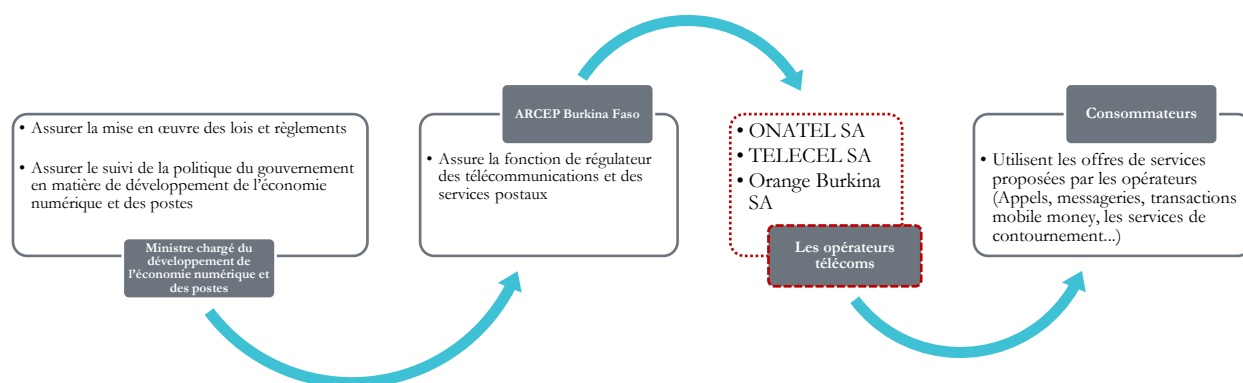 • Assurer la mise en œuvre des lois et règlements
• Assurer le suivi de la politique du gouvernement
en matière de développement de l'économie
numérique et des postes
Ministre chargé du
développement de
l'économie numérique et
des postes
ARCEP Burkina Faso
• Assure la fonction de régulateur
des télécommunications et des
services postaux
• ONATEL SA
• TELECEL SA
• Orange Burkina
SA
Les opérateurs
télécoms
Consommateurs
• Utilisent les offres de services
proposées par les opérateurs
(Appels, messageries, transactions
mobile money, les services de
contournement...)